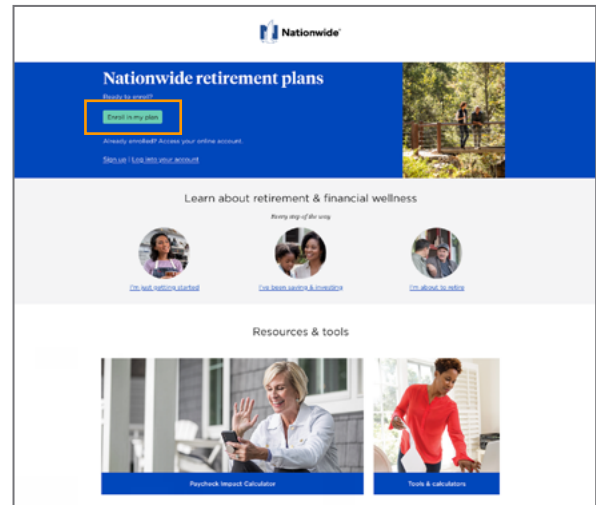 Nationwide®
Nationwide retirement plans
Ready to enroll?
Enroll in my plan
Already enrolled? Access your online account.
Sign up | Log into your account
Learn about retirement & financial wellness
Every step of the way
I'm just getting started
I've been saving & investing
I'm about to retire
Resources & tools
Paycheck Impact Calculator
Tools & calculators